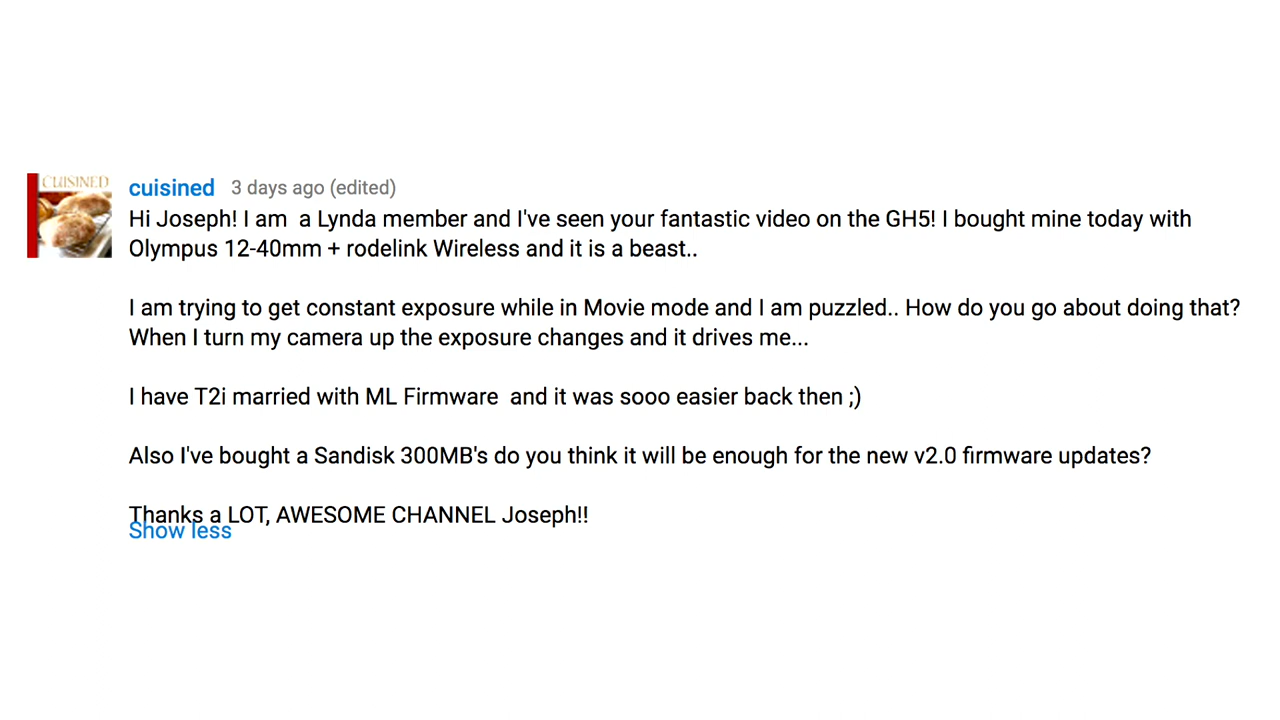 CUISINED
cuisined 3 days ago (edited)
Hi Joseph! I am  a Lynda member and I've seen your fantastic video on the GH5! I bought mine today with
Olympus 12-40mm + rodelink Wireless and it is a beast..
I am trying to get constant exposure while in Movie mode and I am puzzled.. How do you go about doing that?
When I turn my camera up the exposure changes and it drives me...
I have T2i married with ML Firmware  and it was sooo easier back then ;)
Also I've bought a Sandisk 300MB's do you think it will be enough for the new v2.0 firmware updates?
Thanks a LOT, AWESOME CHANNEL Joseph!!
Show less